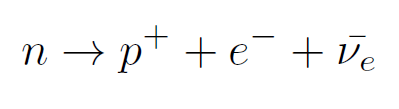 n → p⁺ + e⁻ + ν̄ₑ